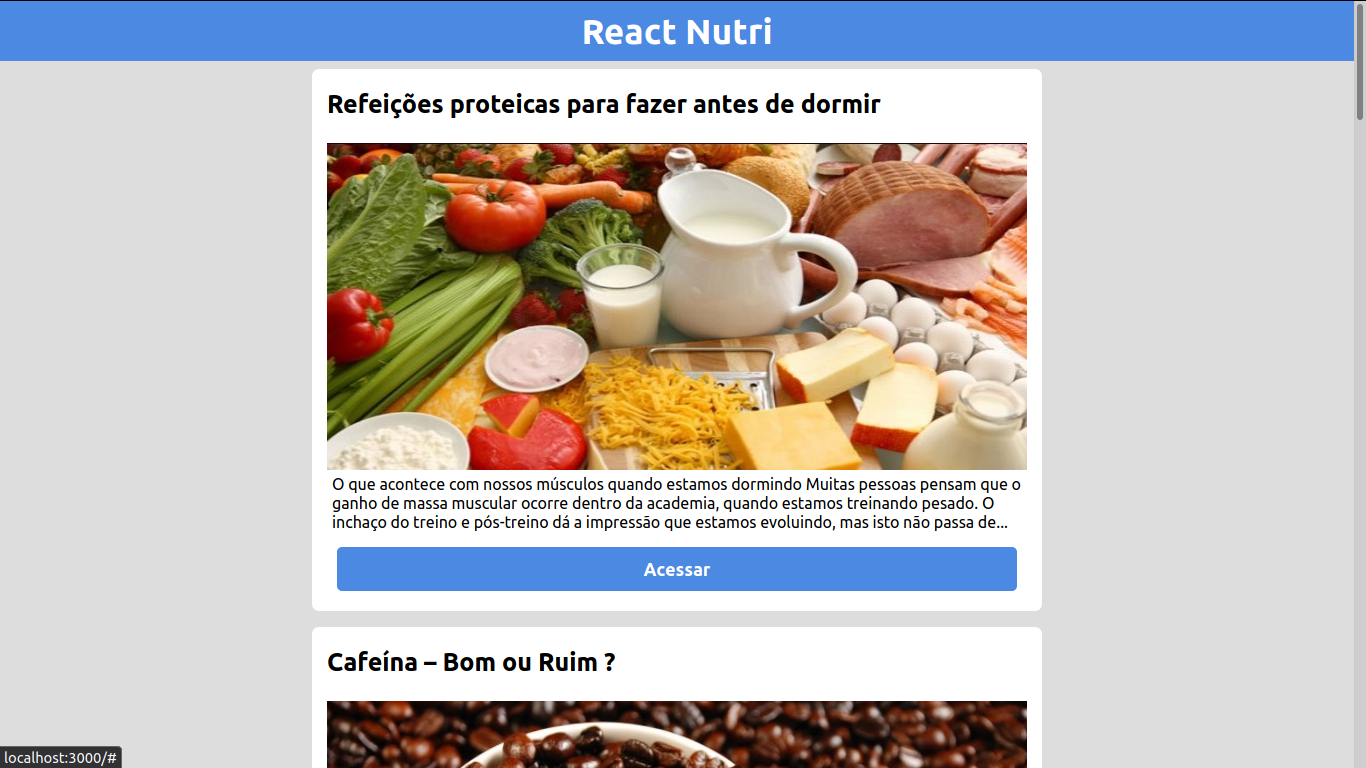 React Nutri
Refeições proteicas para fazer antes de dormir
O que acontece com nossos músculos quando estamos dormindo Muitas pessoas pensam que o
ganho de massa muscular ocorre dentro da academia, quando estamos treinando pesado. O
inchaço do treino e pós-treino dá a impressão que estamos evoluindo, mas isto não passa de...
Acessar
Cafeína – Bom ou Ruim ?
localhost:3000/#